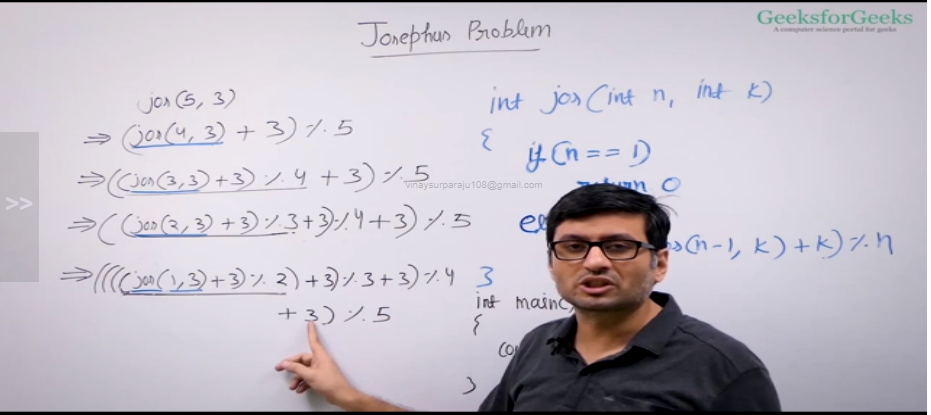 GeeksforGeeks
A computer science portal for geeks
Josephus Problem
jos(5, 3)
⇒ (jos(4, 3) + 3) % 5
⇒ ((jos(3, 3) + 3) % 4 + 3) % 5
⇒ ((jos(2, 3) + 3) % 3 + 3) % 4 + 3) % 5
⇒ ((((jos(1, 3) + 3) % 2) + 3) % 3 + 3) % 4
+ 3) % 5
>>
vinaysurparaju108@gmail.com
int jos(int n, int k)
{
if (n == 1)
return 0
(n-1, k) + k) % n
}
int main(
{
}